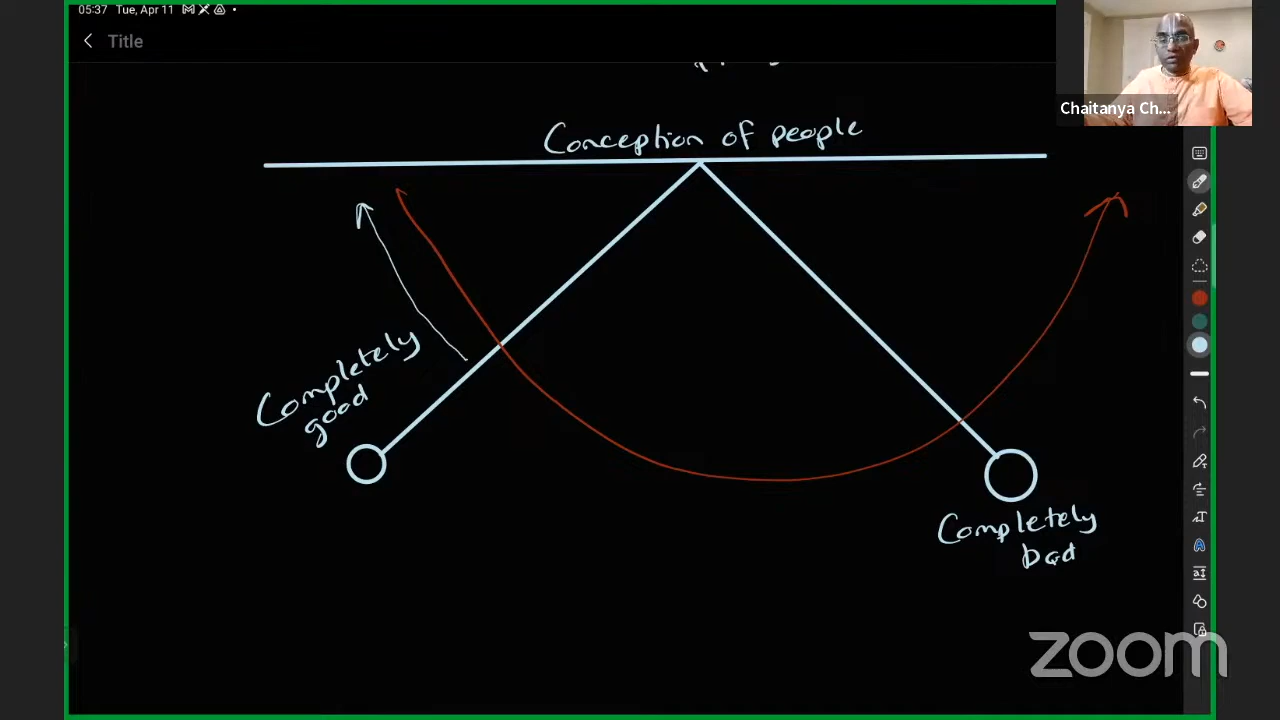 05:37 Tue, Apr 11
Title
Chaitanya Ch...
Conception of people
Completely
good
Completely
bad
zoom